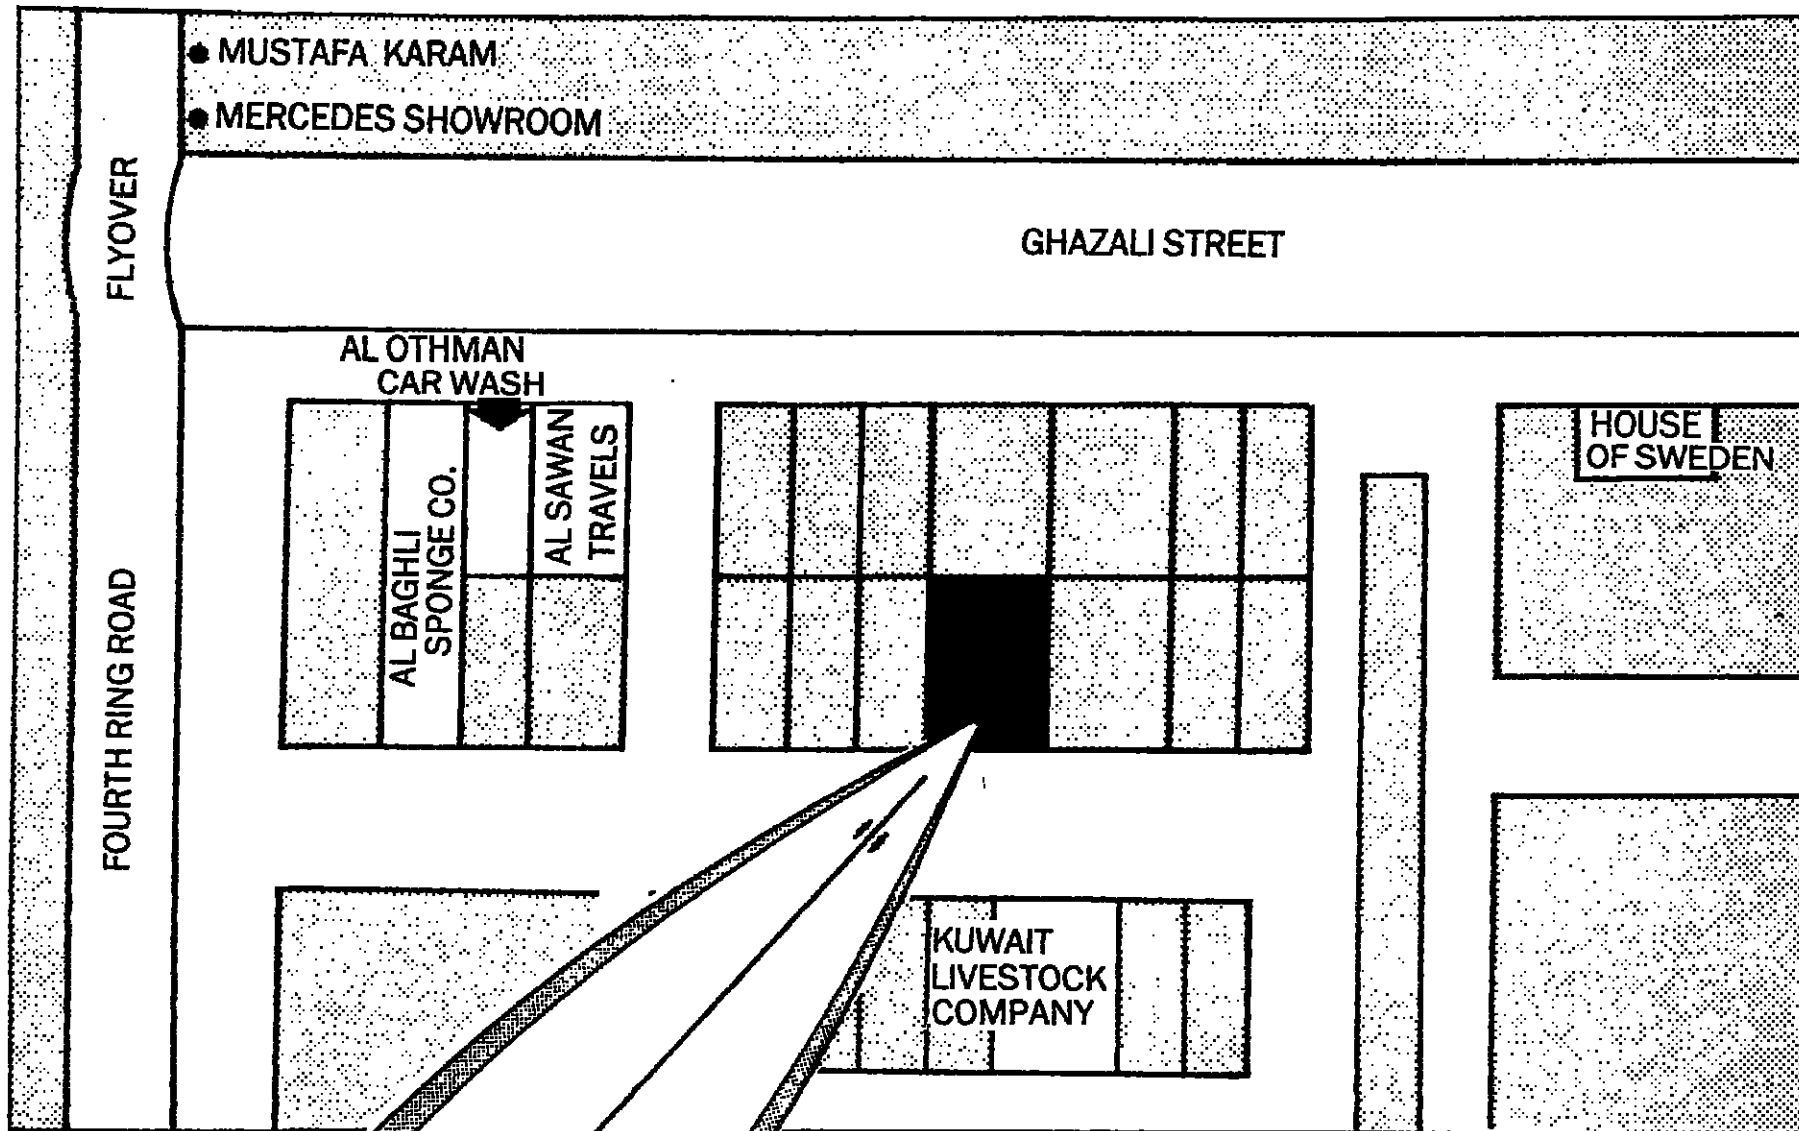 MUSTAFA KARAM
MERCEDES SHOWROOM
FLYOVER
GHAZALI STREET
AL OTHMAN
CAR WASH
AL BAGHLI
SPONGE CO.
AL SAWAN
TRAVELS
HOUSE
OF SWEDEN
FOURTH RING ROAD
KUWAIT
LIVESTOCK
COMPANY